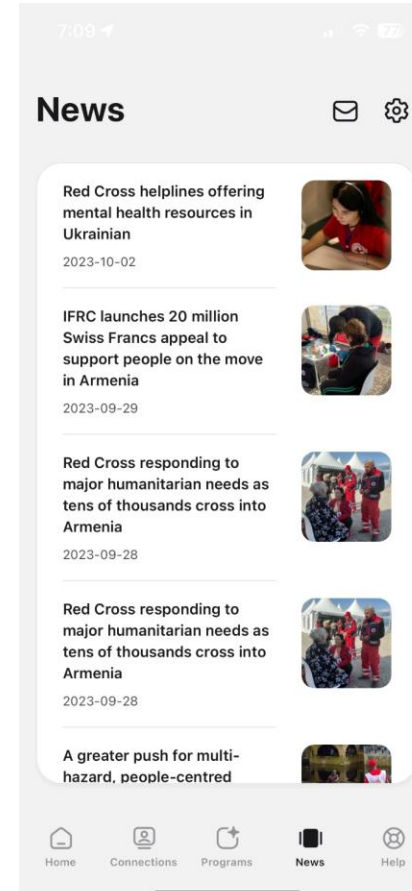 7:09
77
News
Red Cross helplines offering
mental health resources in
Ukrainian
2023-10-02
IFRC launches 20 million
Swiss Francs appeal to
support people on the move
in Armenia
2023-09-29
Red Cross responding to
major humanitarian needs as
tens of thousands cross into
Armenia
2023-09-28
Red Cross responding to
major humanitarian needs as
tens of thousands cross into
Armenia
2023-09-28
A greater push for multi-
hazard, people-centred
Home Connections Programs News Help